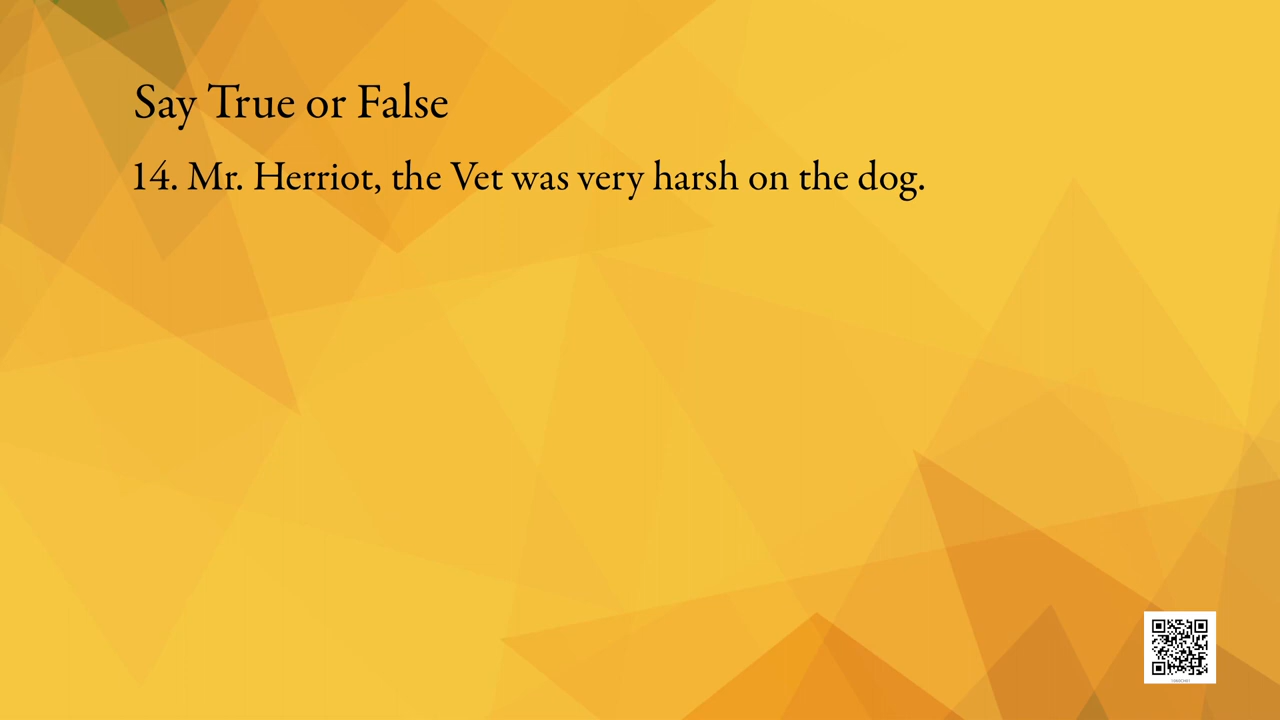 Say True or False
14. Mr. Herriot, the Vet was very harsh on the dog.